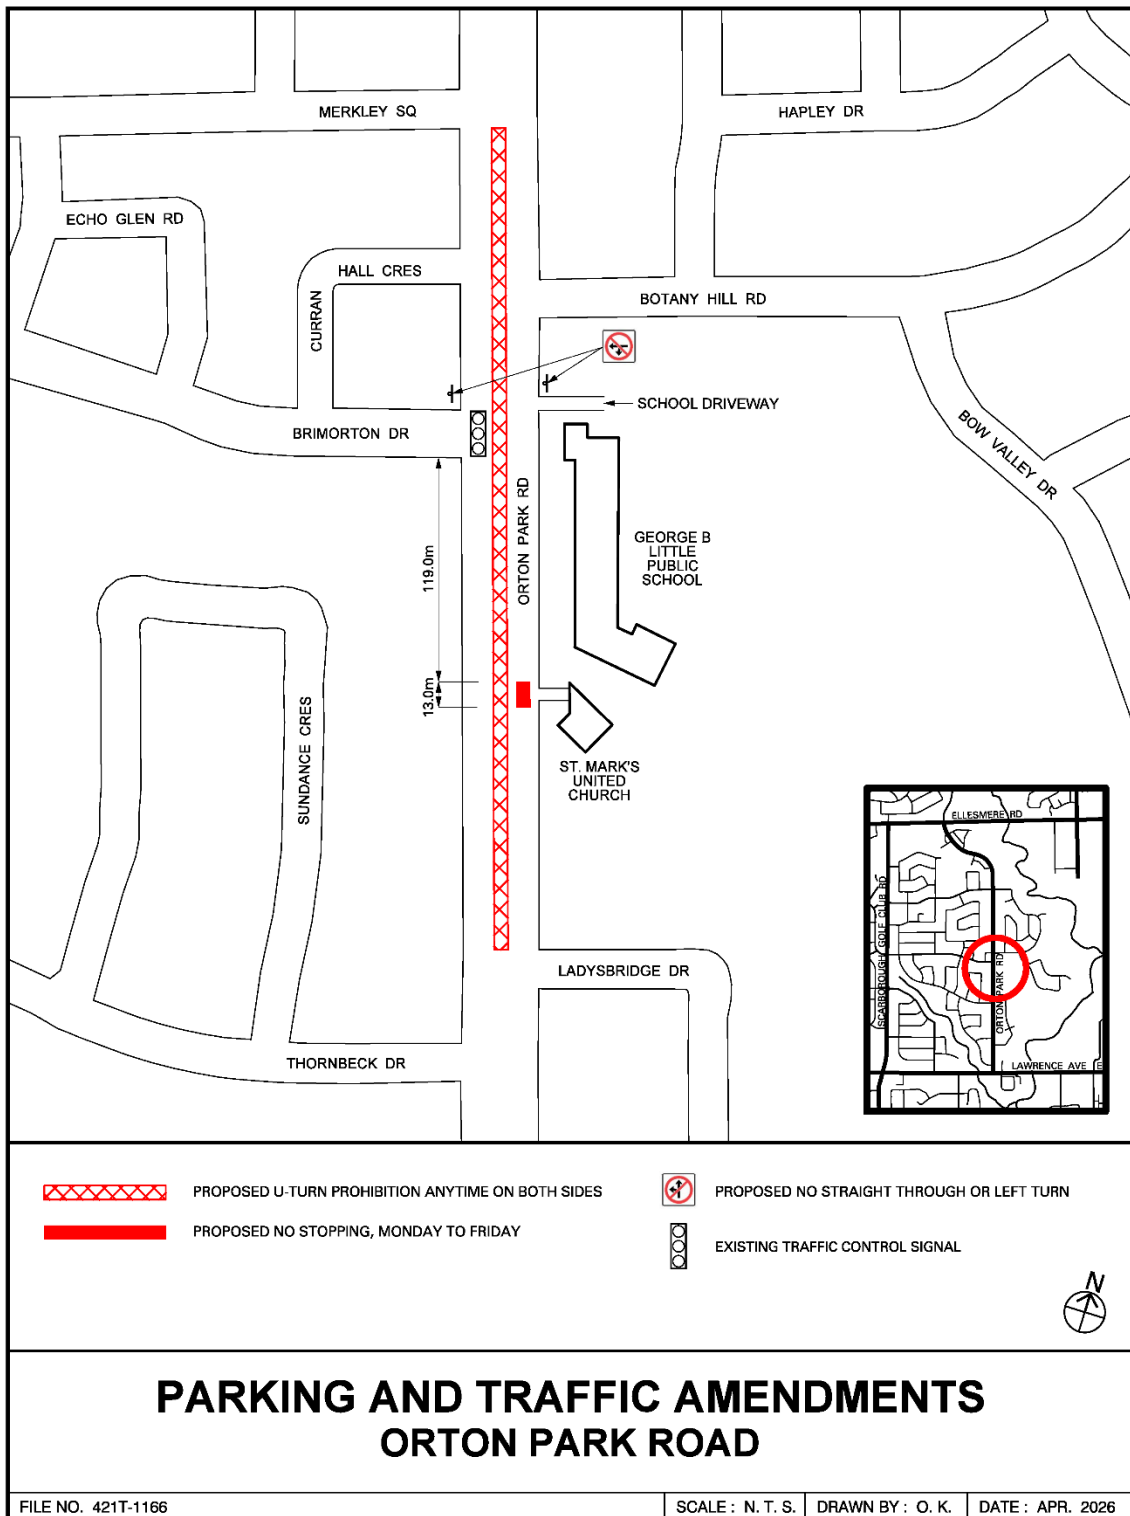 MERKLEY SQ
HAPLEY DR
ECHO GLEN RD
HALL CRES
CURRAN
BOTANY HILL RD
SCHOOL DRIVEWAY
BRIMORTON DR
BOW VALLEY DR
ORTON PARK RD
119.0m
13.0m
GEORGE B
LITTLE
PUBLIC
SCHOOL
SUNDANCE CRES
ST. MARK'S
UNITED
CHURCH
LADYSBRIDGE DR
THORNBECK DR
ELLESMERE RD
SCARBOROUGH GOLF CLUB RD
ORTON PARK RD
LAWRENCE AVE E
PROPOSED U-TURN PROHIBITION ANYTIME ON BOTH SIDES
PROPOSED NO STRAIGHT THROUGH OR LEFT TURN
PROPOSED NO STOPPING, MONDAY TO FRIDAY
EXISTING TRAFFIC CONTROL SIGNAL
N
PARKING AND TRAFFIC AMENDMENTS
ORTON PARK ROAD
FILE NO. 421T-1166
SCALE : N. T. S.
DRAWN BY : O. K.
DATE : APR. 2026